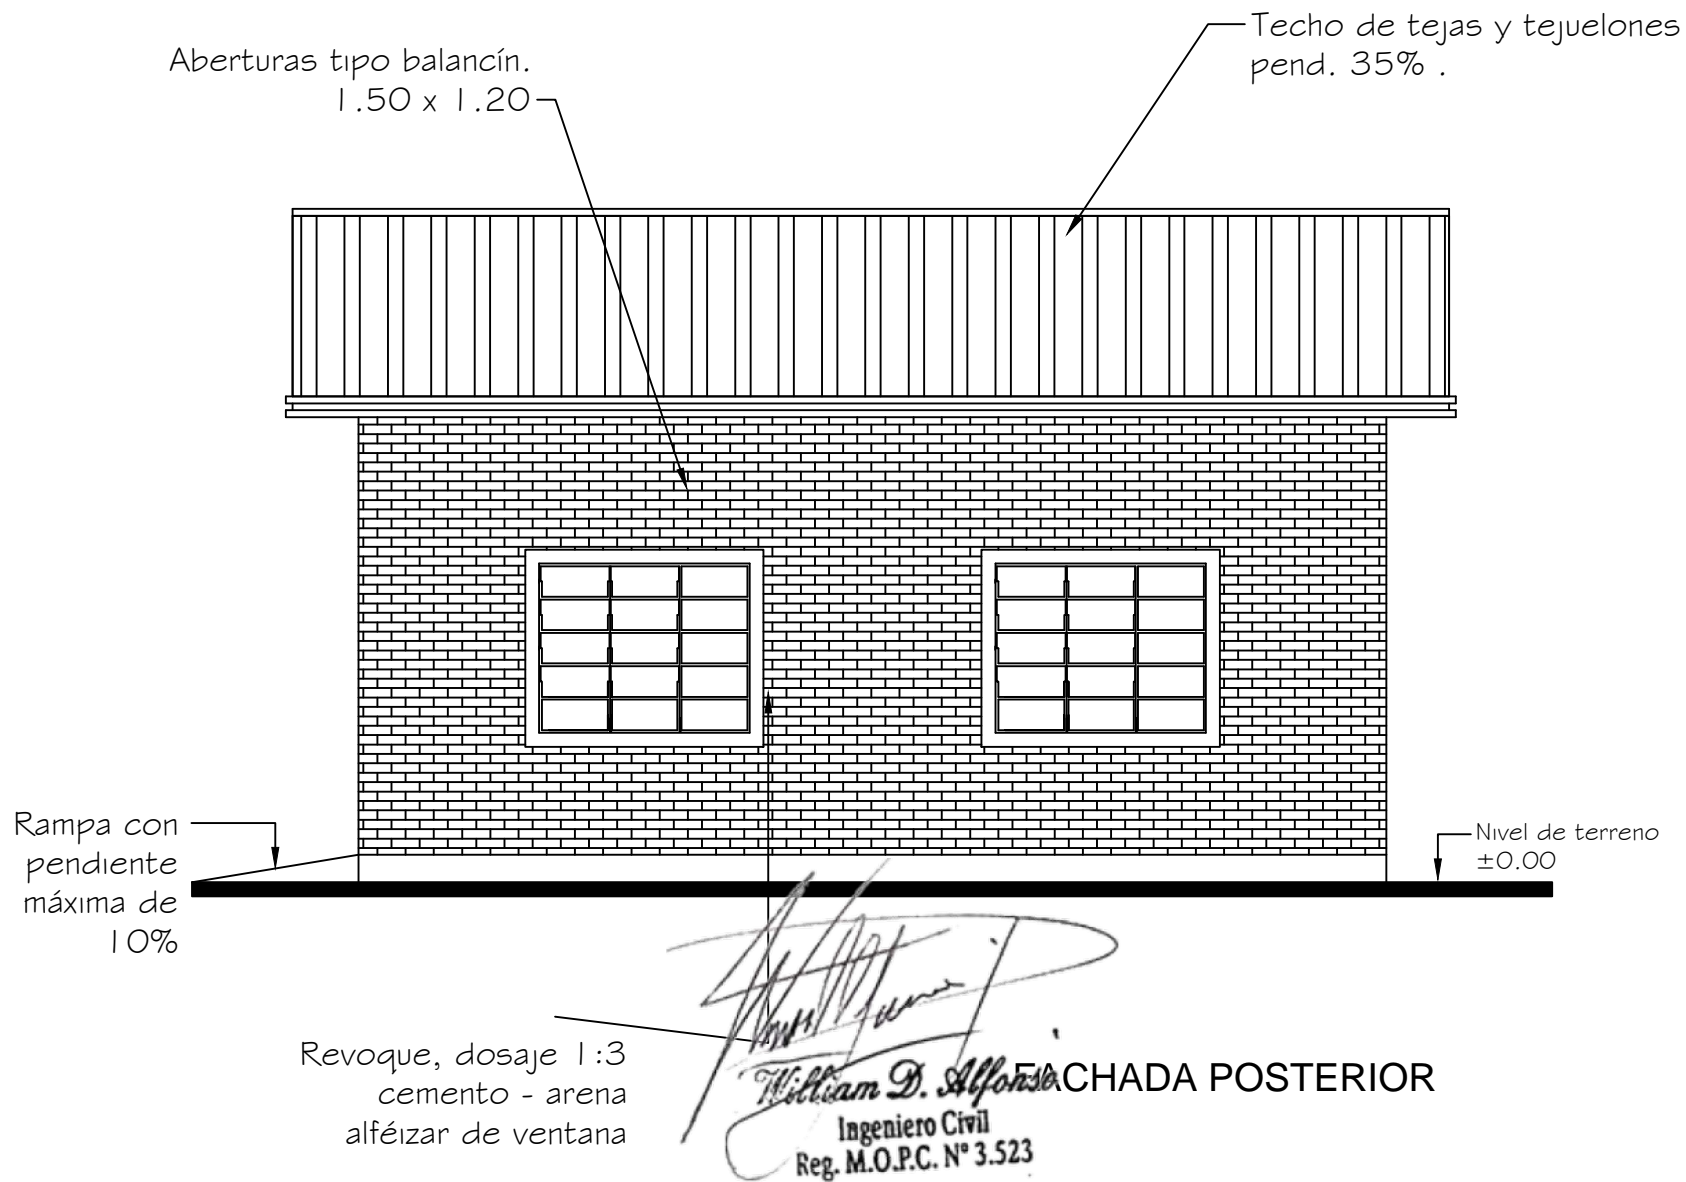 Techo de tejas y tejuelones
pend. 35% .
Aberturas tipo balancín.
1.50 x 1.20
Rampa con
pendiente
máxima de
10%
Nivel de terreno
±0.00
Revoque, dosaje 1:3
cemento - arena
alféizar de ventana
FACHADA POSTERIOR
William D. Alfonso
Ingeniero Civil
Reg. M.O.P.C. N° 3.523